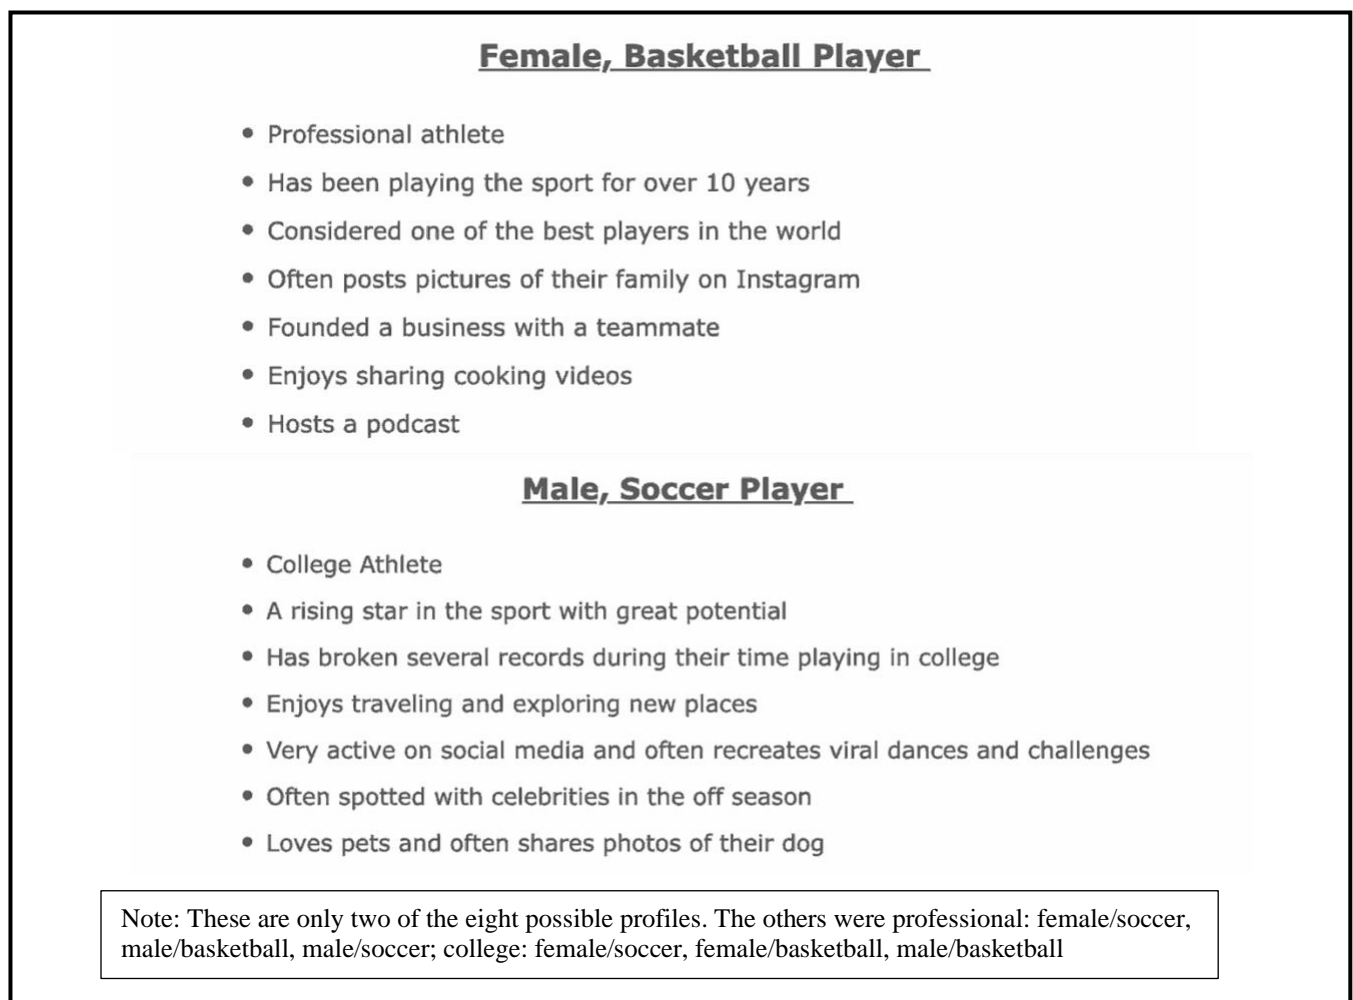 Female, Basketball Player
• Professional athlete
• Has been playing the sport for over 10 years
• Considered one of the best players in the world
• Often posts pictures of their family on Instagram
• Founded a business with a teammate
• Enjoys sharing cooking videos
• Hosts a podcast
Male, Soccer Player
• College Athlete
• A rising star in the sport with great potential
• Has broken several records during their time playing in college
• Enjoys traveling and exploring new places
• Very active on social media and often recreates viral dances and challenges
• Often spotted with celebrities in the off season
• Loves pets and often shares photos of their dog
Note: These are only two of the eight possible profiles. The others were professional: female/soccer,
male/basketball, male/soccer; college: female/soccer, female/basketball, male/basketball